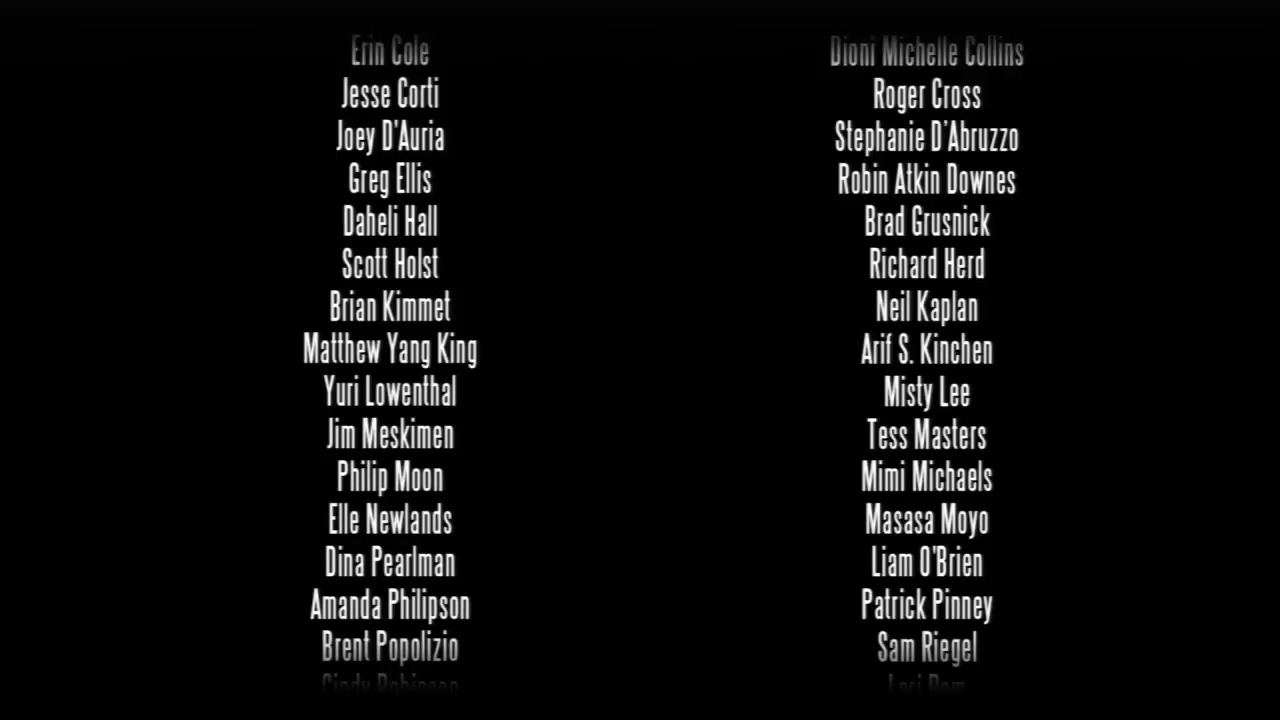 Erin Cole Dioni Michelle Collins
Jesse Corti Roger Cross
Joey D'Auria Stephanie D'Abruzzo
Greg Ellis Robin Atkin Downes
Daheli Hall Brad Grusnick
Scott Holst Richard Herd
Brian Kimmet Neil Kaplan
Matthew Yang King Arif S. Kinchen
Yuri Lowenthal Misty Lee
Jim Meskimen Tess Masters
Philip Moon Mimi Michaels
Elle Newlands Masasa Moyo
Dina Pearlman Liam O'Brien
Amanda Philipson Patrick Pinney
Brent Popolizio Sam Riegel
Cindy Robinson Lori